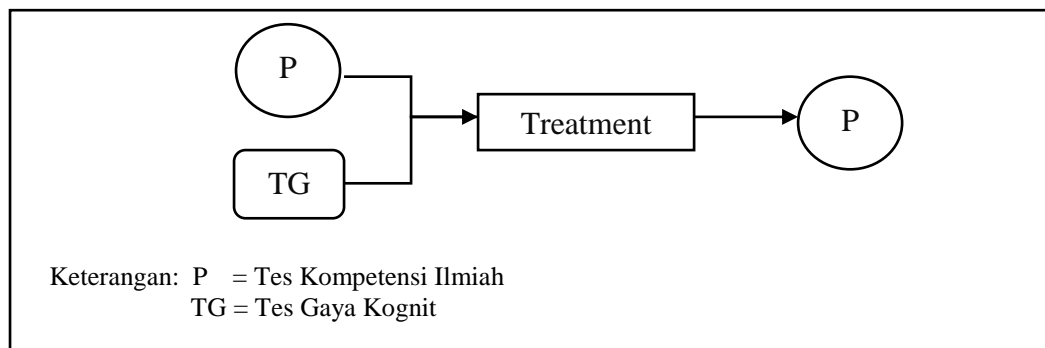 P
TG
Treatment
P
Keterangan: P = Tes Kompetensi Ilmiah
TG = Tes Gaya Kognit